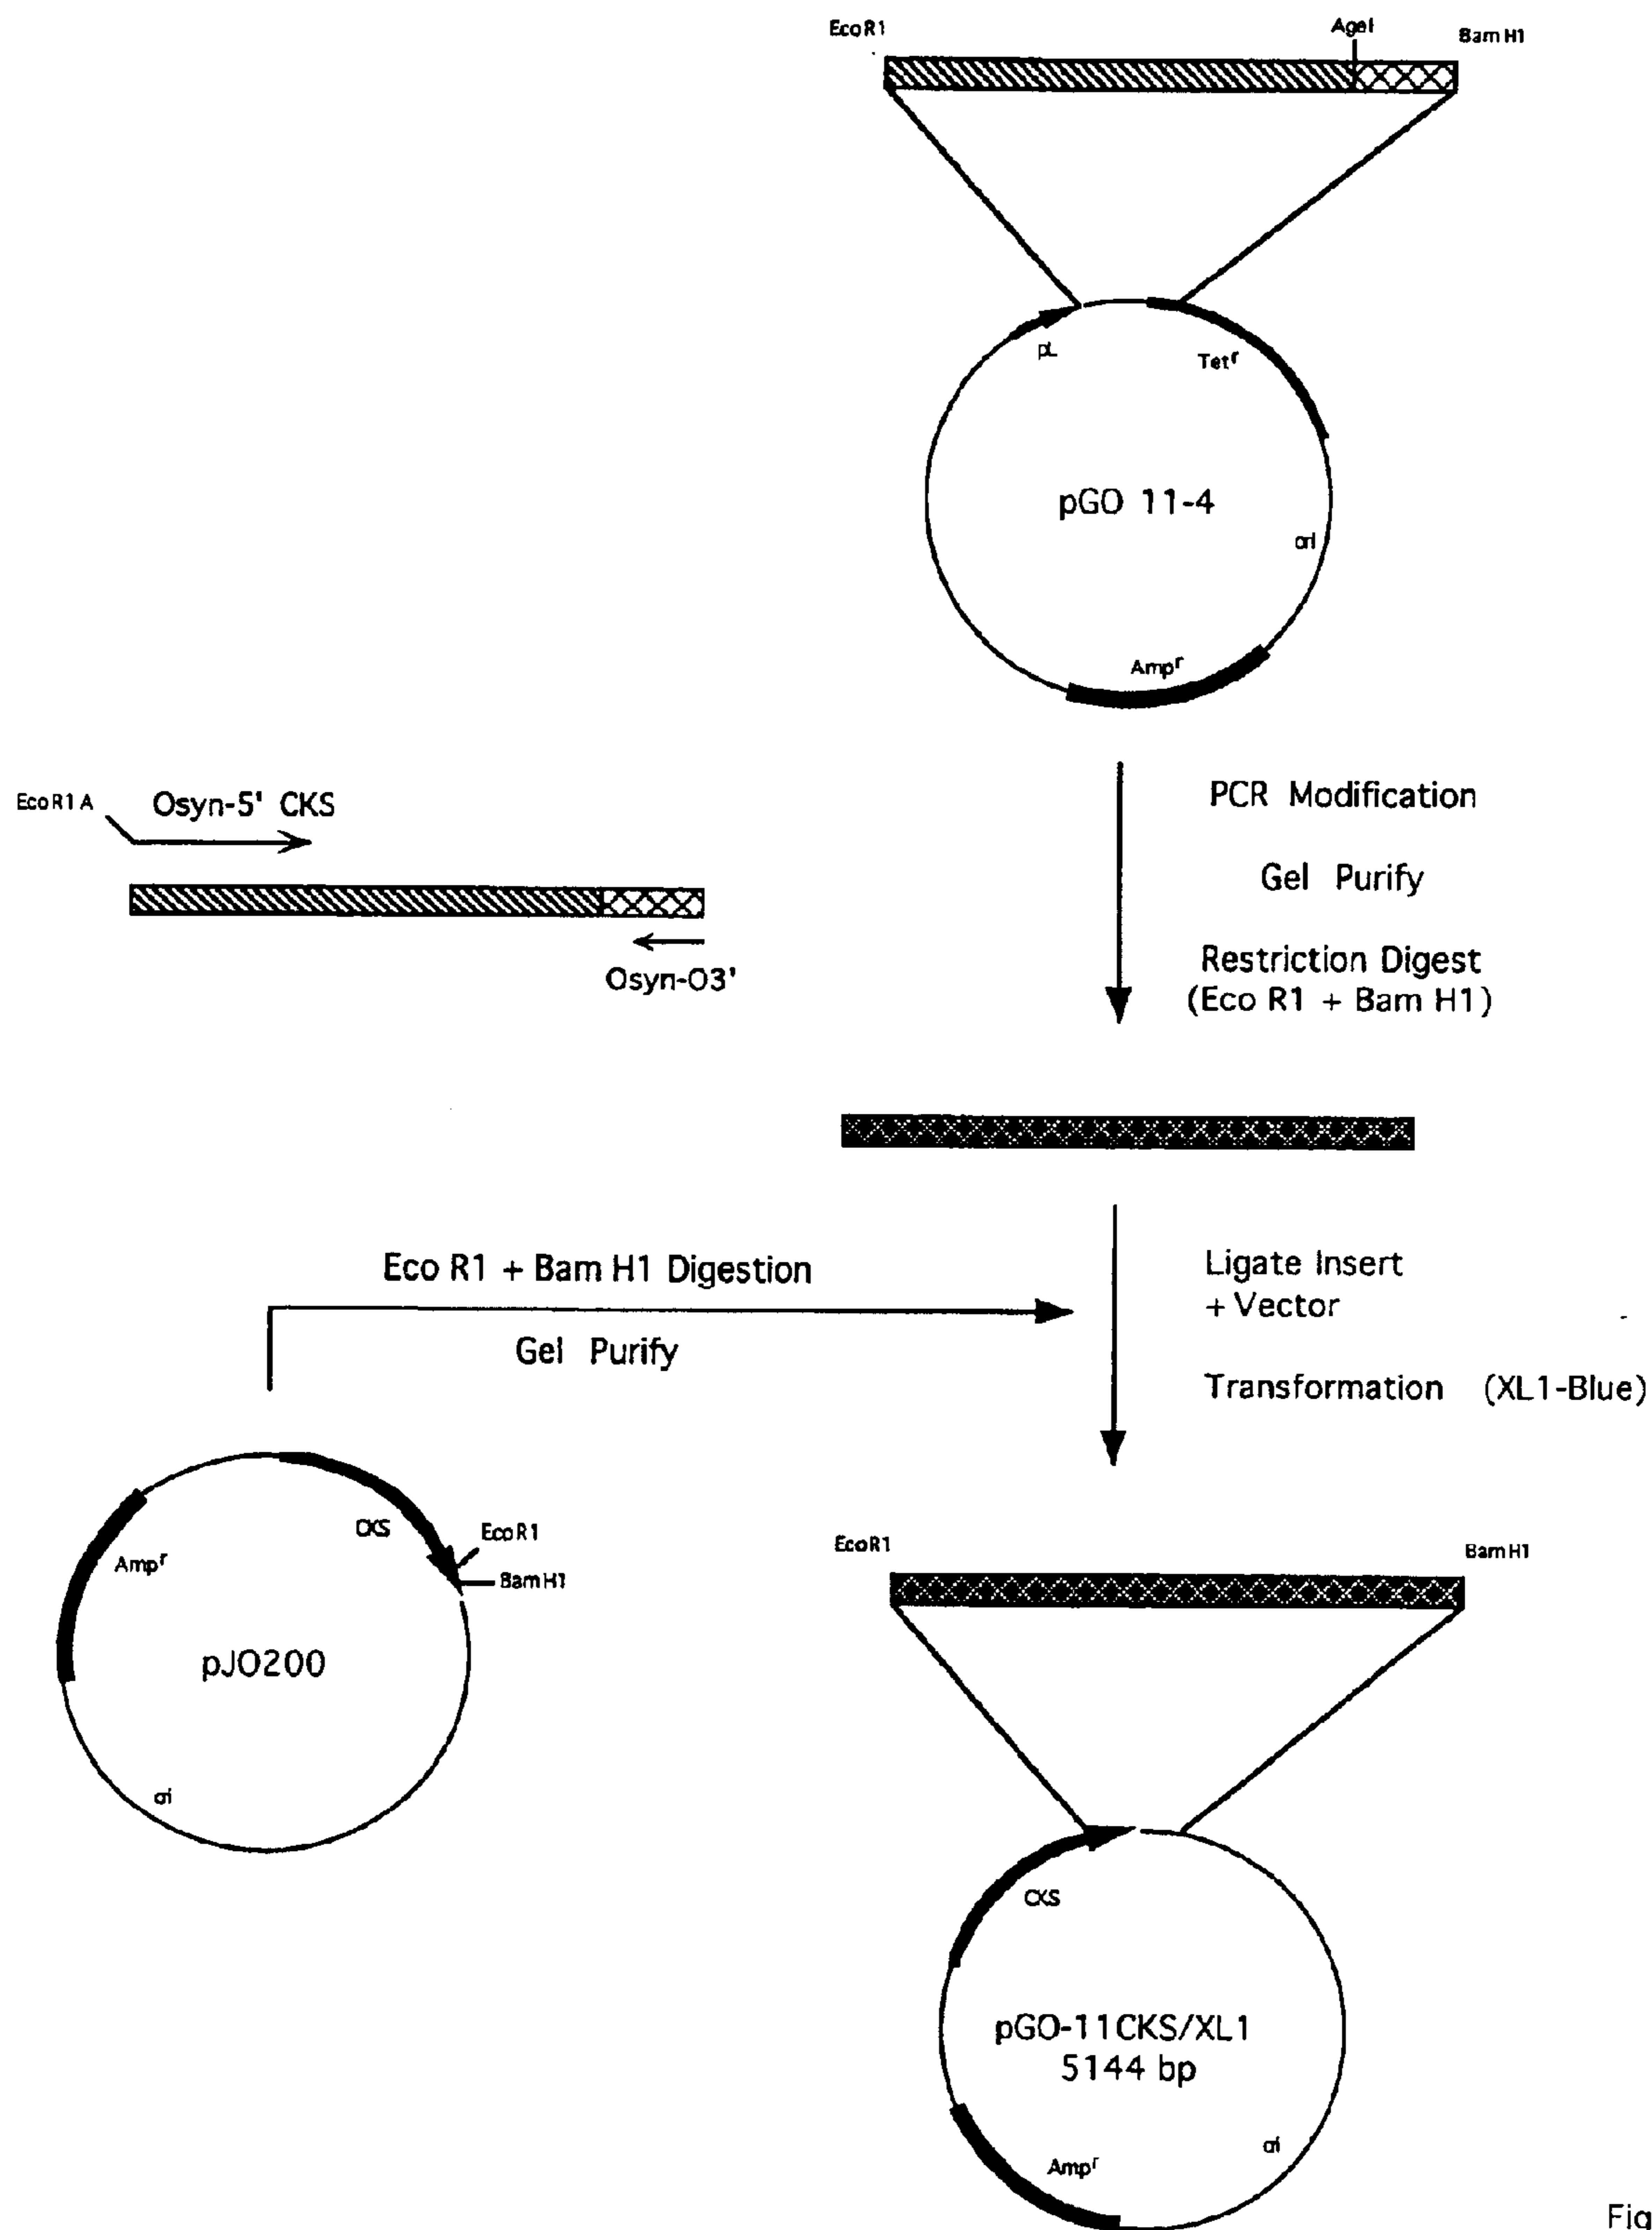 EcoR1
AgeI
BamH1
pL
Tetr
pGO 11-4
ori
Ampr
PCR Modification
Gel Purify
Restriction Digest
(Eco R1 + Bam H1)
EcoR1 A
Osyn-5' CKS
Osyn-O3'
Eco R1 + Bam H1 Digestion
Gel Purify
Ligate Insert
+ Vector
Transformation (XL1-Blue)
CKS
EcoR1
BamH1
Ampr
pJO200
ori
EcoR1
BamH1
CKS
pGO-11CKS/XL1
5144 bp
ori
Ampr
Fig